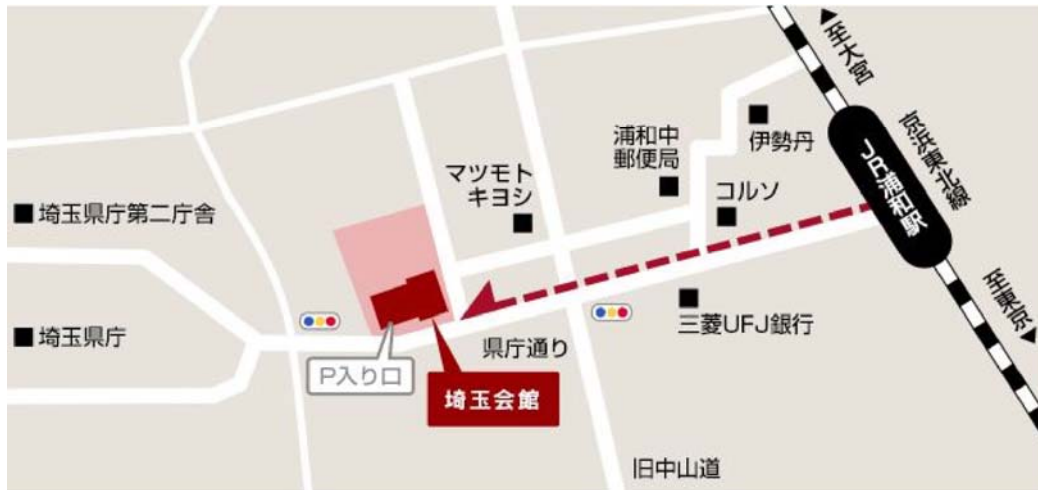 至大宮
京浜東北線
JR浦和駅
至東京
伊勢丹
浦和中
郵便局
コルソ
マツモト
キヨシ
埼玉県庁第二庁舎
埼玉県庁
三菱UFJ銀行
県庁通り
P入り口
埼玉会館
旧中山道